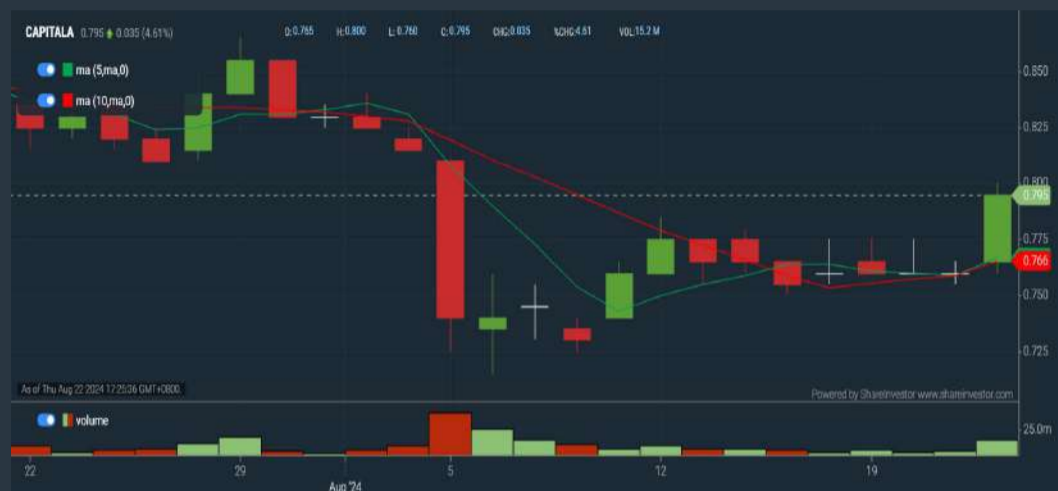 CAPITALA 0.795 0.035 (4.61%) O:0.765 H:0.800 L:0.760 C:0.795 CHG:0.035 %CHG:4.61 VOL:15.2 M
ma (5,ma,0)
ma (10,ma,0)
0.850
0.825
0.800
0.795
0.775
0.766
0.750
0.725
As of Thu Aug 22 2024 17:25:36 GMT+0800.
Powered by ShareInvestor www.shareinvestor.com
volume
25.0m
22 29 5 12 19
Aug '24